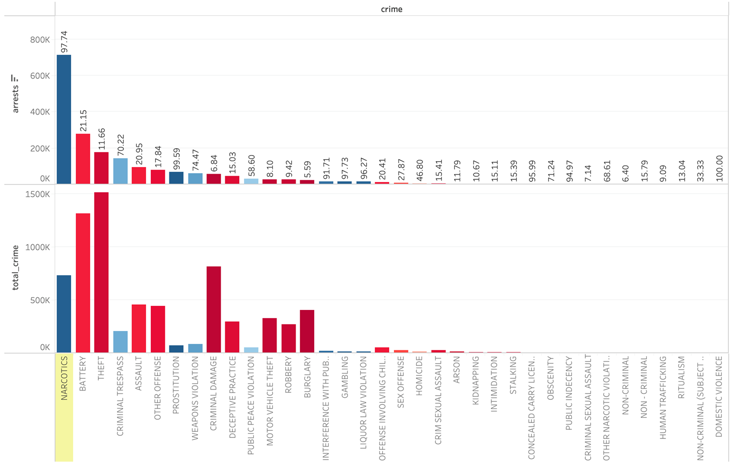 crime
arrests
800K
600K
400K
200K
0K
97.74
21.15
11.66
70.22
20.95
17.84
99.59
74.47
6.84
15.03
58.60
8.10
9.42
5.59
91.71
97.73
96.27
20.41
27.87
46.80
15.41
11.79
10.67
15.11
15.39
95.99
71.24
94.97
7.14
68.61
6.40
15.79
9.09
13.04
33.33
100.00
total_crime
1500K
1000K
500K
0K
NARCOTICS
BATTERY
THEFT
CRIMINAL TRESPASS
ASSAULT
OTHER OFFENSE
PROSTITUTION
WEAPONS VIOLATION
CRIMINAL DAMAGE
DECEPTIVE PRACTICE
PUBLIC PEACE VIOLATION
MOTOR VEHICLE THEFT
ROBBERY
BURGLARY
INTERFERENCE WITH PUB..
GAMBLING
LIQUOR LAW VIOLATION
OFFENSE INVOLVING CHIL..
SEX OFFENSE
HOMICIDE
CRIM SEXUAL ASSAULT
ARSON
KIDNAPPING
INTIMIDATION
STALKING
CONCEALED CARRY LICEN..
OBSCENITY
PUBLIC INDECENCY
CRIMINAL SEXUAL ASSAULT
OTHER NARCOTIC VIOLATI..
NON-CRIMINAL
NON - CRIMINAL
HUMAN TRAFFICKING
RITUALISM
NON-CRIMINAL (SUBJECT ..
DOMESTIC VIOLENCE